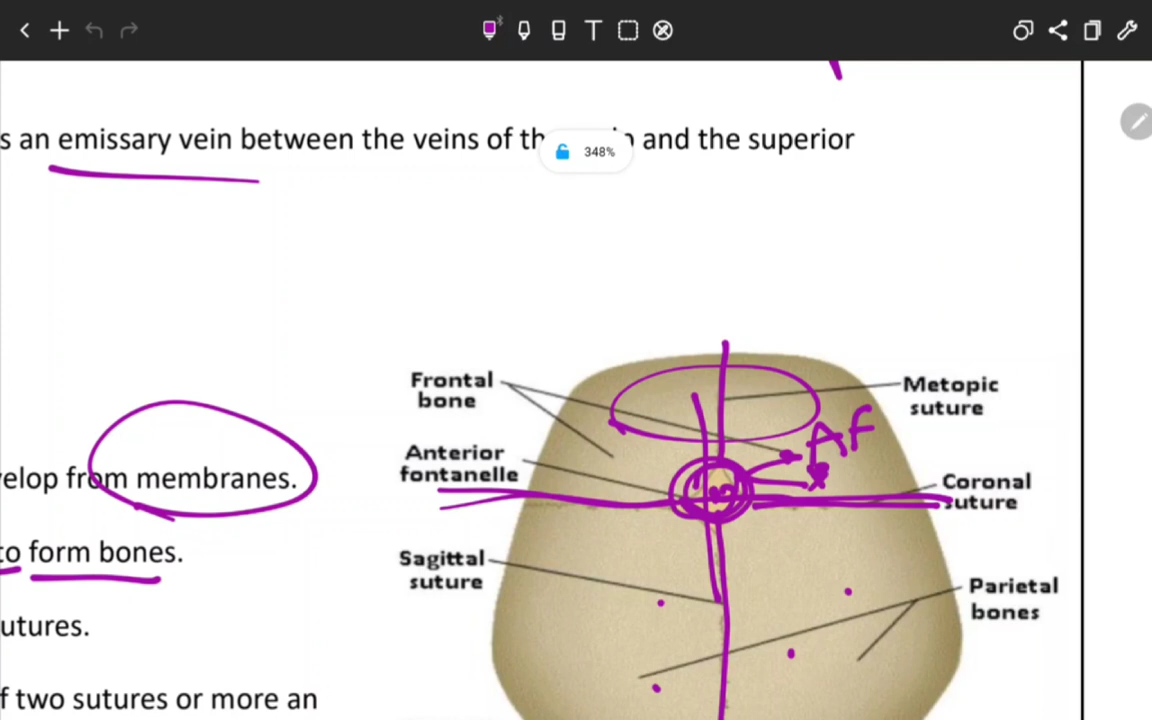 s an emissary vein between the veins of th and the superior
348%
velop from membranes.
to form bones.
utures.
f two sutures or more an
Frontal
bone
Metopic
suture
AF
Anterior
fontanelle
Coronal
suture
Sagittal
suture
Parietal
bones